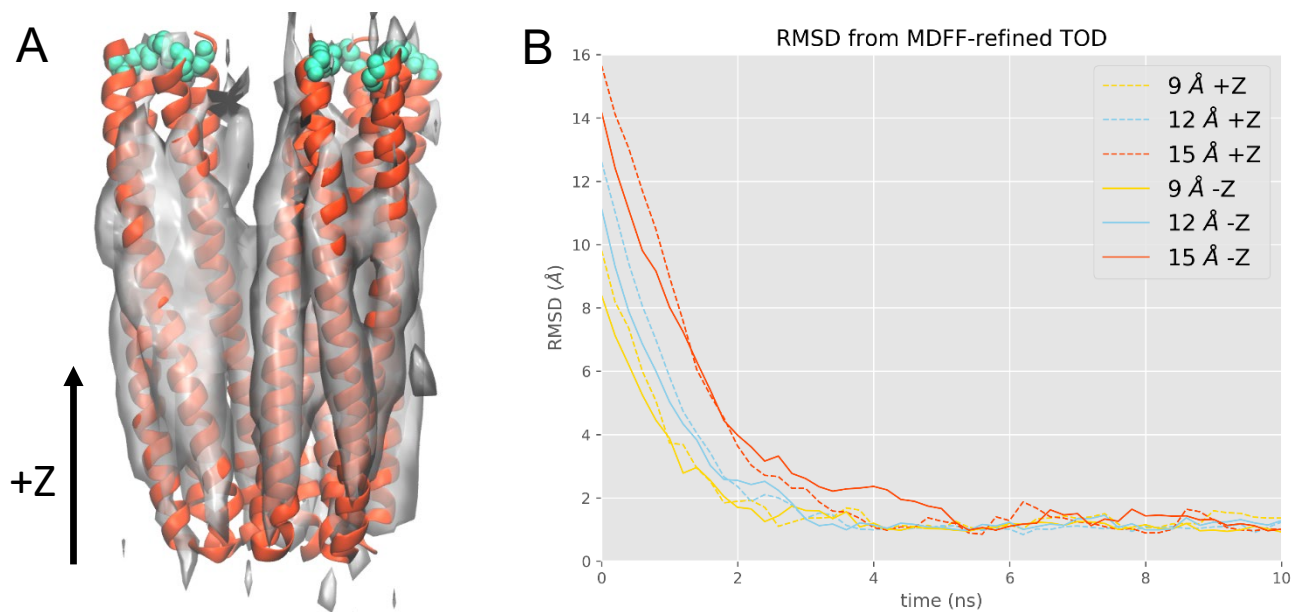 A
+Z
B
RMSD from MDFF-refined TOD
9 Å +Z
12 Å +Z
15 Å +Z
9 Å -Z
12 Å -Z
15 Å -Z
RMSD (Å)
16
14
12
10
8
6
4
2
0
0 2 4 6 8 10
time (ns)